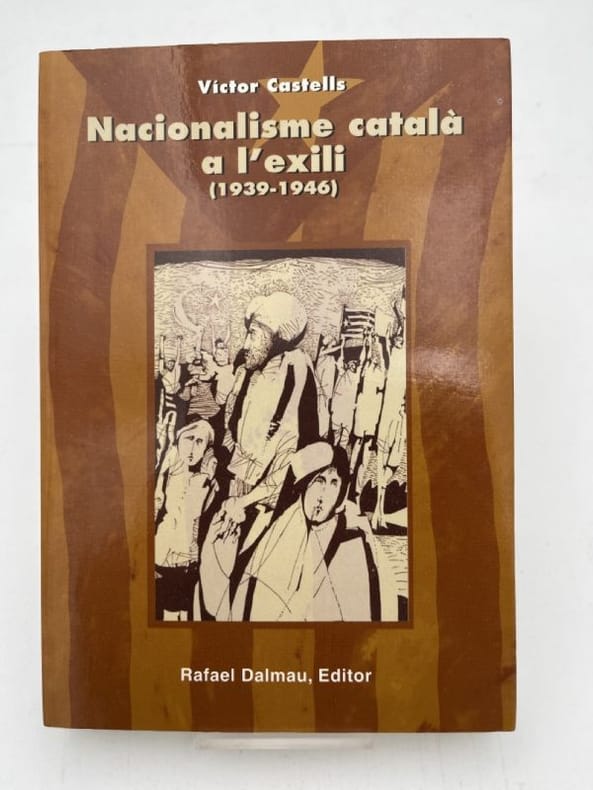 Víctor Castells
Nacionalisme català
a l'exili
(1939-1946)
Rafael Dalmau, Editor